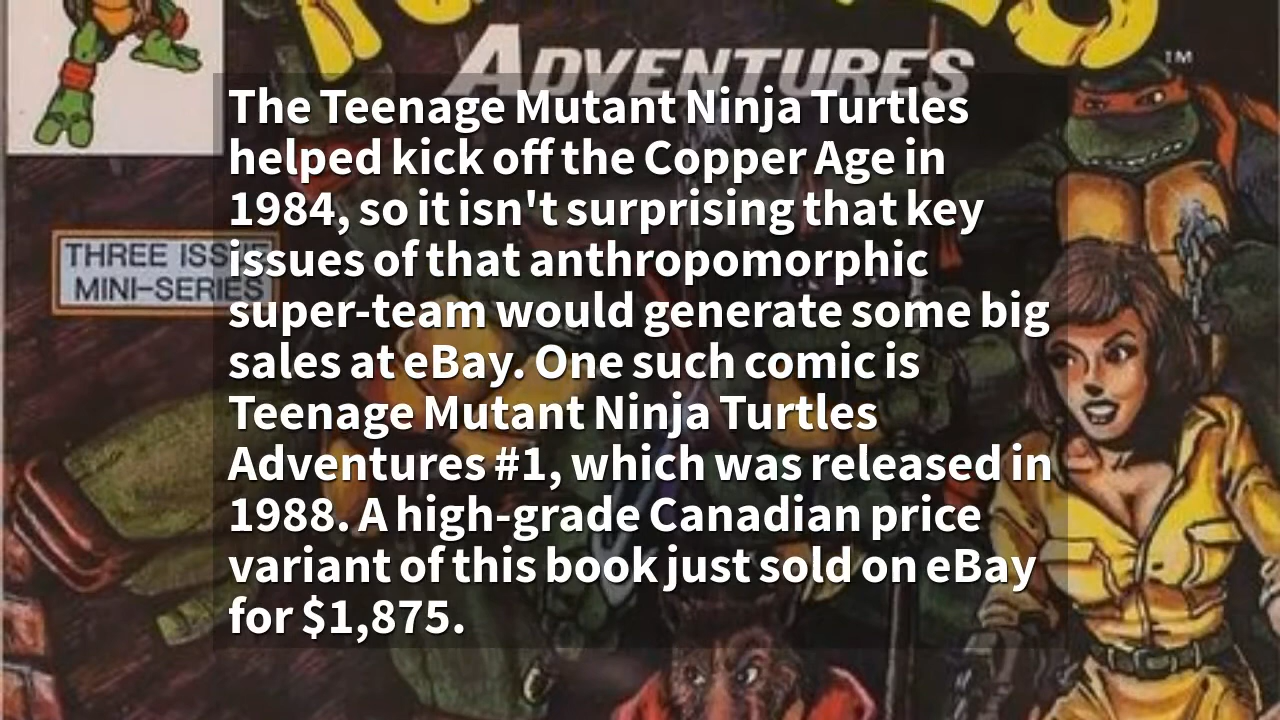 ADVENTURES
TM
The Teenage Mutant Ninja Turtles
helped kick off the Copper Age in
1984, so it isn't surprising that key
issues of that anthropomorphic
super-team would generate some big
sales at eBay. One such comic is
Teenage Mutant Ninja Turtles
Adventures #1, which was released in
1988. A high-grade Canadian price
variant of this book just sold on eBay
for $1,875.
THREE ISSUE
MINI-SERIES